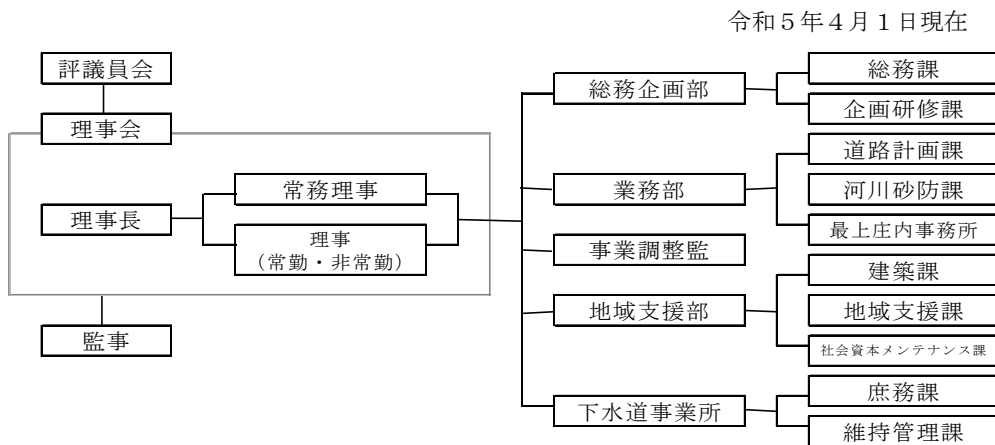 令和５年４月１日現在
評議員会
理事会
理事長
常務理事
理事
（常勤・非常勤）
監事
総務企画部
総務課
企画研修課
業務部
道路計画課
河川砂防課
最上庄内事務所
事業調整監
地域支援部
建築課
地域支援課
社会資本メンテナンス課
下水道事業所
庶務課
維持管理課